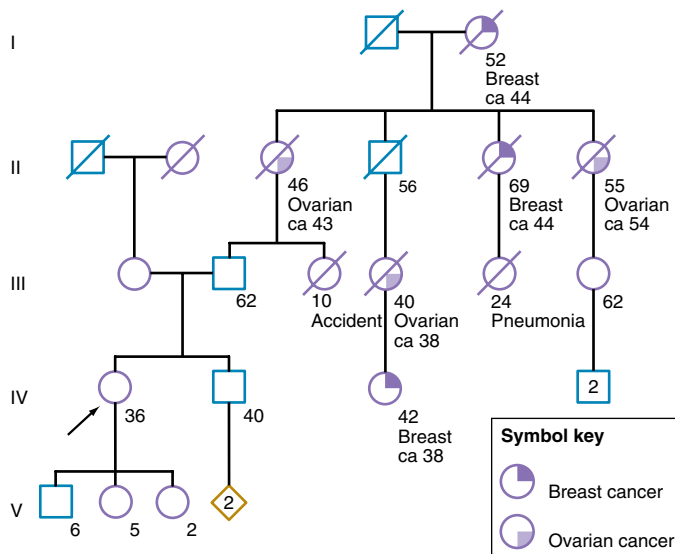 I
52
Breast
ca 44
II
46
Ovarian
ca 43
56
69
Breast
ca 44
55
Ovarian
ca 54
III
62
10
Accident
40
Ovarian
ca 38
24
Pneumonia
62
IV
36
40
42
Breast
ca 38
2
V
6
5
2
2
Symbol key
Breast cancer
Ovarian cancer